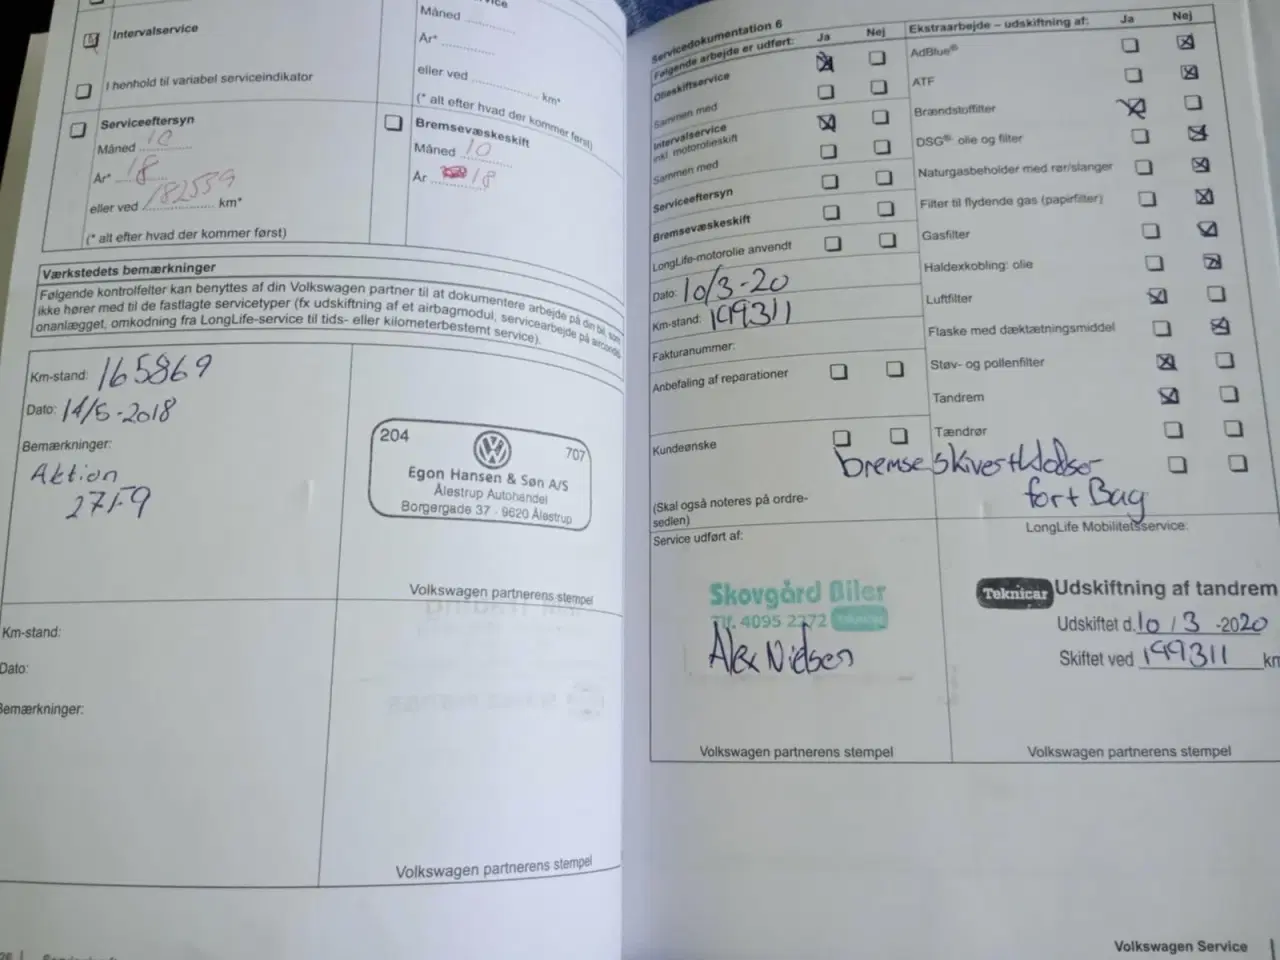 Intervalservice
I henhold til variabel serviceindikator
Serviceeftersyn
Måned 10
År* 18
eller ved 182559 km*
(* alt efter hvad der kommer først)
Måned
År*
eller ved km*
(* alt efter hvad der kommer først)
Bremsevæskeskift
Måned 10
År 18
Værkstedets bemærkninger
Følgende kontrolfelter kan benyttes af din Volkswagen partner til at dokumentere arbejde på din bil, som
ikke hører med til de fastlagte servicetyper (fx udskiftning af et airbagmodul, servicearbejde på aircondi-
onanlægget, omkodning fra LongLife-service til tids- eller kilometerbestemt service).
Km-stand: 165869
Dato: 14/5-2018
Bemærkninger:
Aktion
27F9
204 707
Egon Hansen & Søn A/S
Ålestrup Autohandel
Borgergade 37 - 9620 Ålestrup
Volkswagen partnerens stempel
Km-stand:
Dato:
Bemærkninger:
Volkswagen partnerens stempel
Servicedokumentation 6
Følgende arbejde er udført: Ja Nej
Olieskiftservice
Sammen med
Intervalservice
inkl. motorolieskift
Sammen med
Serviceeftersyn
Bremsevæskeskift
LongLife-motorolie anvendt
Dato: 10/3-20
Km-stand: 199311
Fakturanummer:
Anbefaling af reparationer
Kundeønske
(Skal også noteres på ordre-
sedlen)
Ekstraarbejde – udskiftning af: Ja Nej
AdBlue®
ATF
Brændstoffilter
DSG® olie og filter
Naturgasbeholder med rør/slanger
Filter til flydende gas (papirfilter)
Gasfilter
Haldexkobling: olie
Luftfilter
Flaske med dæktætningsmiddel
Støv- og pollenfilter
Tandrem
Tændrør
bremseskiver+klodser
for+Bag
Service udført af:
Skovgård Biler
Tlf. 4095 2272
Alex Nielsen
Volkswagen partnerens stempel
LongLife Mobilitetsservice:
Teknicar Udskiftning af tandrem
Udskiftet d. 10/3-2020
Skiftet ved 199311 km
Volkswagen partnerens stempel
Volkswagen Service